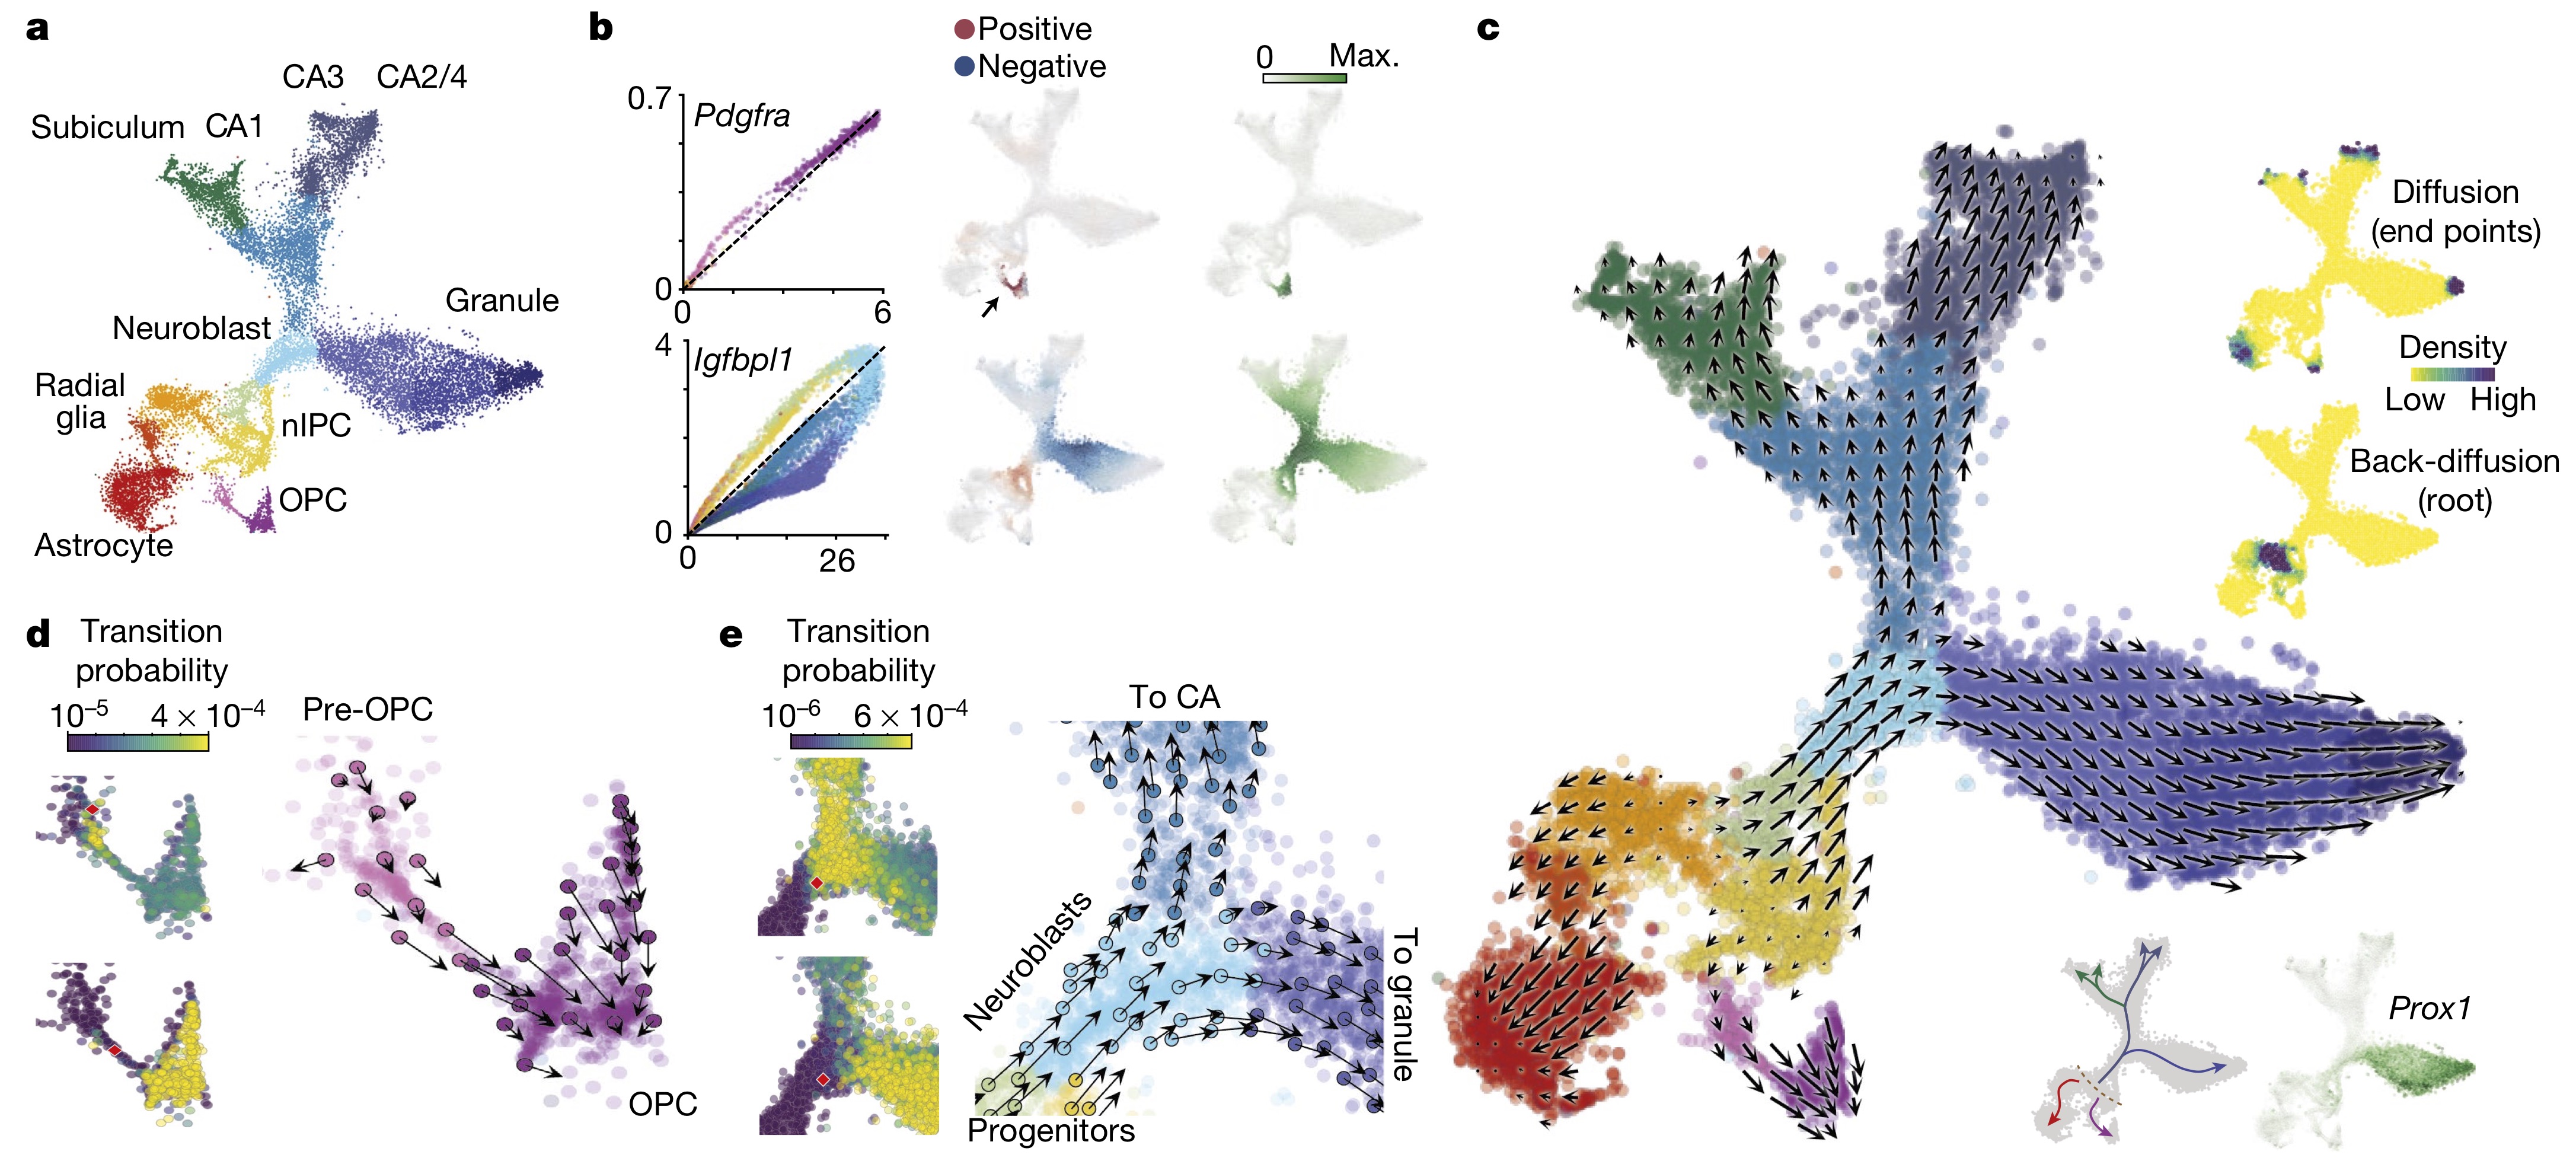 a
CA3 CA2/4
Subiculum CA1
Granule
Neuroblast
Radial
glia
nIPC
OPC
Astrocyte
b
Positive
Negative
0 Max.
0.7
Pdgfra
0
0 6
4
Igfbpl1
0
0 26
c
Diffusion
(end points)
Density
Low High
Back-diffusion
(root)
Prox1
d
Transition
probability
10–5 4 × 10–4
Pre-OPC
OPC
e
Transition
probability
10–6 6 × 10–4
To CA
Neuroblasts
To granule
Progenitors